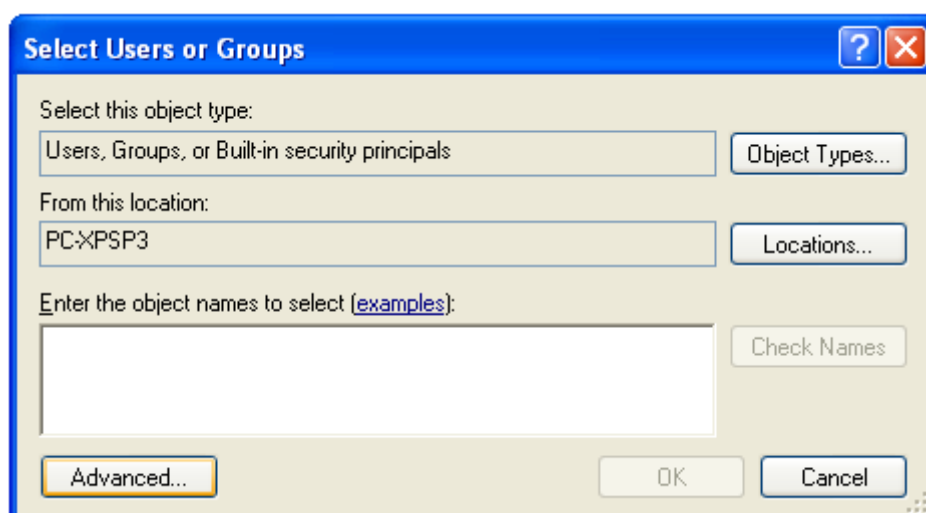 Select Users or Groups
Select this object type:
Users, Groups, or Built-in security principals
Object Types...
From this location:
PC-XPSP3
Locations...
Enter the object names to select (examples):
Check Names
Advanced...
OK
Cancel